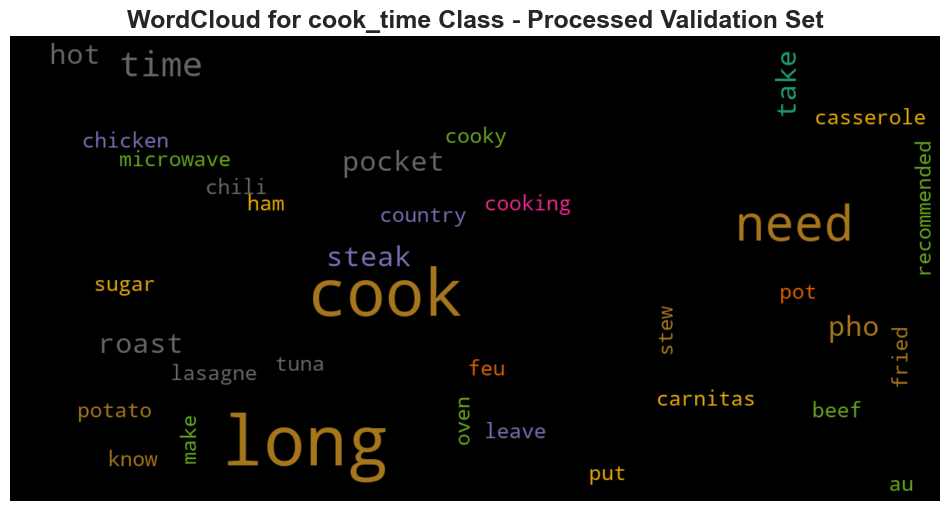 WordCloud for cook_time Class - Processed Validation Set
hot
time
take
casserole
chicken
cooky
microwave
pocket
recommended
chili
ham
country
cooking
need
steak
cook
sugar
pot
pho
stew
fried
roast
tuna
lasagne
feu
carnitas
potato
beef
oven
make
long
leave
know
put
au